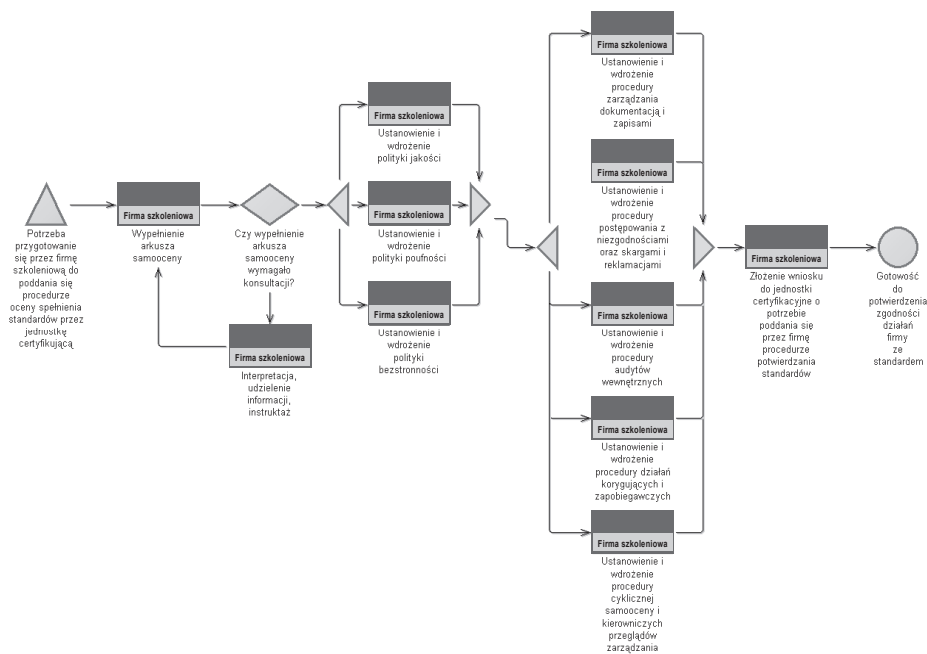 Potrzeba
przygotowanie
się przez firmę
szkoleniową do
poddania się
procedurze
oceny spełnienia
standardów przez
jednostkę
certyfikującą
Firma szkoleniowa
Wypełnienie
arkusza
samooceny
Czy wypełnienie
arkusza
samooceny
wymagało
konsultacji?
Firma szkoleniowa
Interpretacja,
udzielenie
informacji,
instruktaż
Firma szkoleniowa
Ustanowienie i
wdrożenie
polityki jakości
Firma szkoleniowa
Ustanowienie i
wdrożenie
polityki poufności
Firma szkoleniowa
Ustanowienie i
wdrożenie
polityki
bezstronności
Firma szkoleniowa
Ustanowienie i
wdrożenie
procedury
zarządzania
dokumentacją i
zapisami
Firma szkoleniowa
Ustanowienie i
wdrożenie
procedury
postępowania z
niezgodnościami
oraz skargami i
reklamacjami
Firma szkoleniowa
Ustanowienie i
wdrożenie
procedury
audytów
wewnętrznych
Firma szkoleniowa
Ustanowienie i
wdrożenie
procedury działań
korygujących i
zapobiegawczych
Firma szkoleniowa
Ustanowienie i
wdrożenie
procedury
cyklicznej
samooceny i
kierowniczych
przeglądów
zarządzania
Firma szkoleniowa
Złożenie wniosku
do jednostki
certyfikacyjne o
potrzebie
poddania się
przez firmę
procedurze
potwierdzania
standardów
Gotowość
do
potwierdzenia
zgodności
działań
firmy
ze
standardem